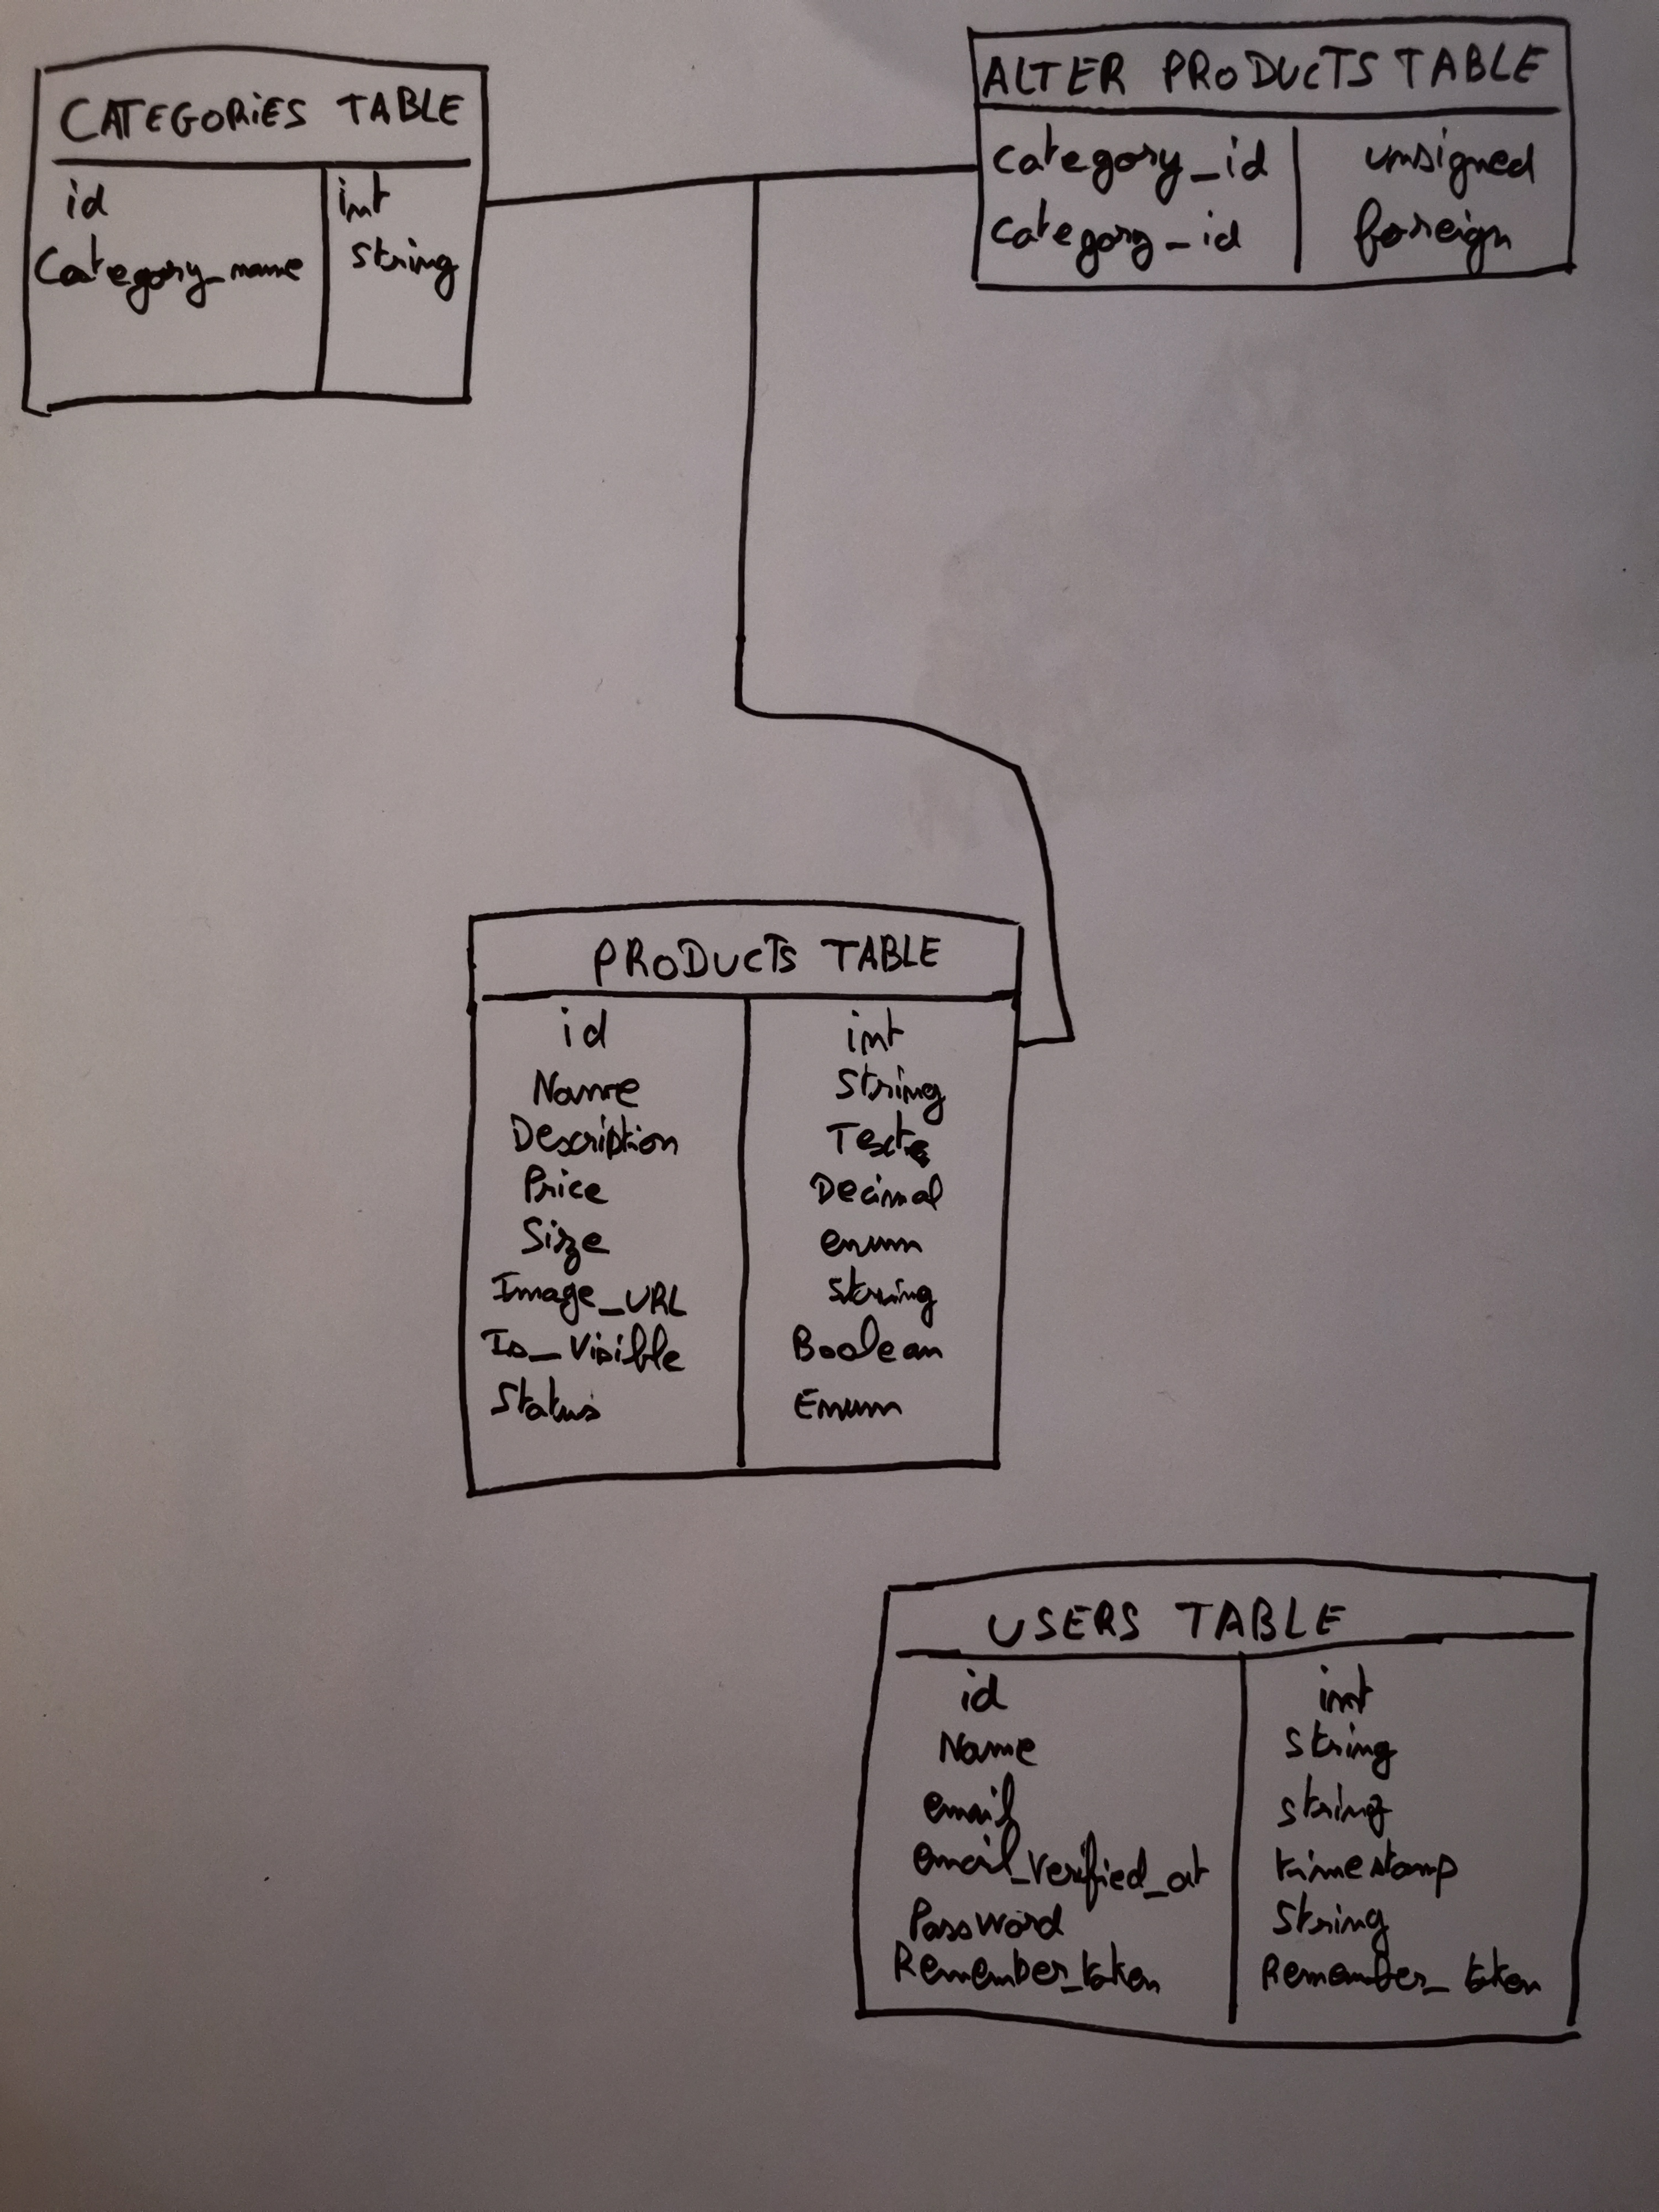 CATEGORIES TABLE
id int
Category_name string
ALTER PRODUCTS TABLE
category_id unsigned
category_id foreign
PRODUCTS TABLE
id int
Name String
Description Texte
Price Decimal
Size enum
Image_URL string
Is_Visible Boolean
Status Enum
USERS TABLE
id int
Name string
email string
email_verified_at timestamp
Password String
Remember_token Remember_token